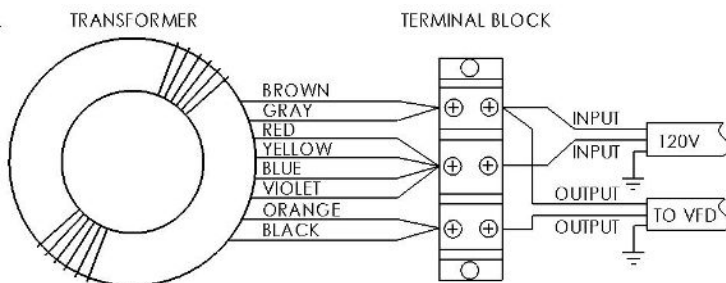 TRANSFORMER
TERMINAL BLOCK
BROWN
GRAY
RED
YELLOW
BLUE
VIOLET
ORANGE
BLACK
INPUT
INPUT
120V
OUTPUT
OUTPUT
TO VFD